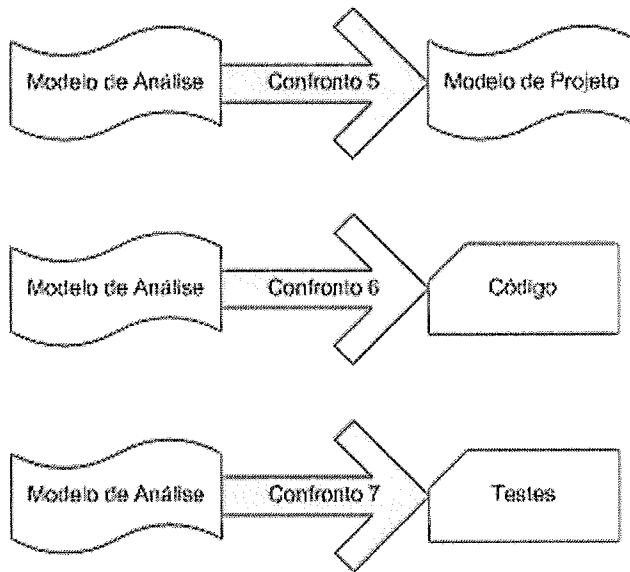 Modelo de Análise Confronto 5 Modelo de Projeto
Modelo de Análise Confronto 6 Código
Modelo de Análise Confronto 7 Testes